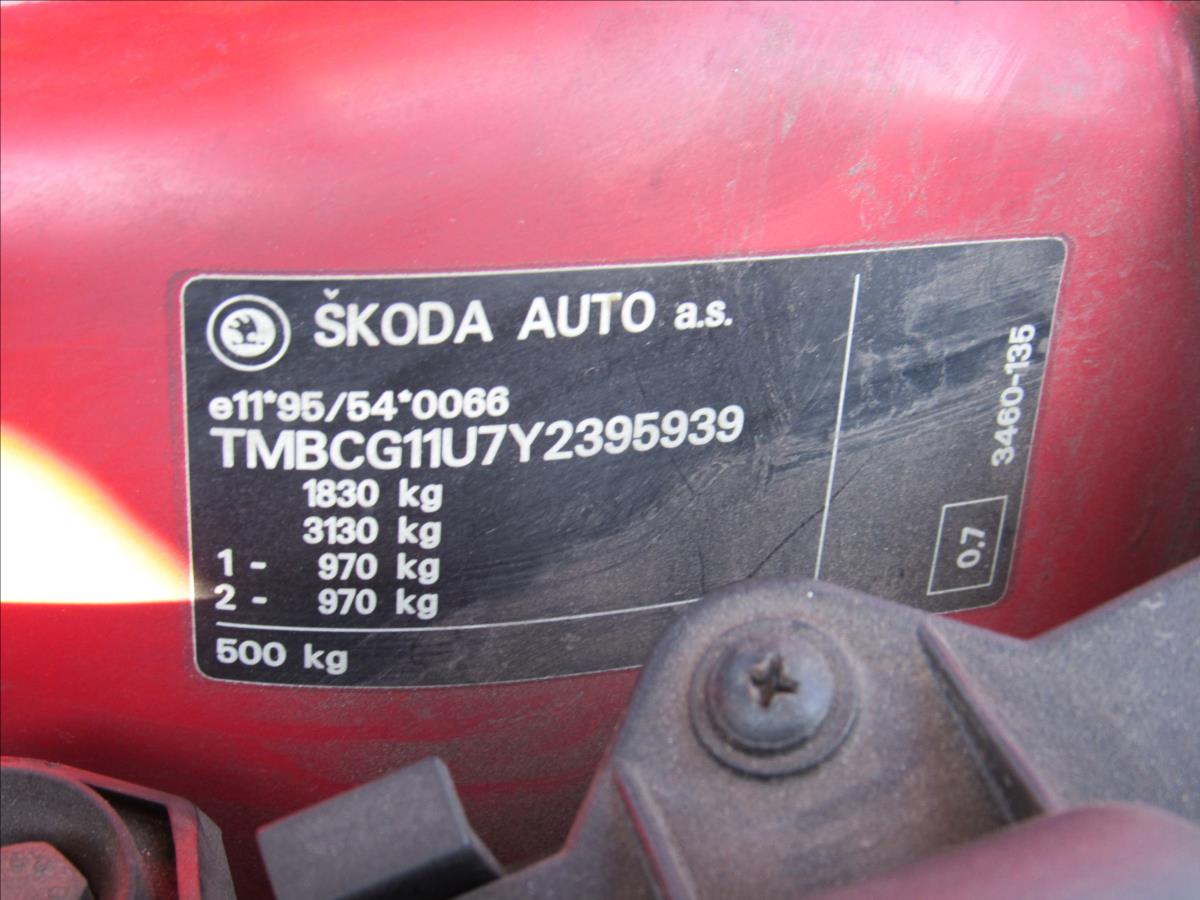 ŠKODA AUTO a.s.
e11*95/54*0066
TMBCG11U7Y2395939
1830 kg
3130 kg
1 - 970 kg
2 - 970 kg
500 kg
3460-135
0,7